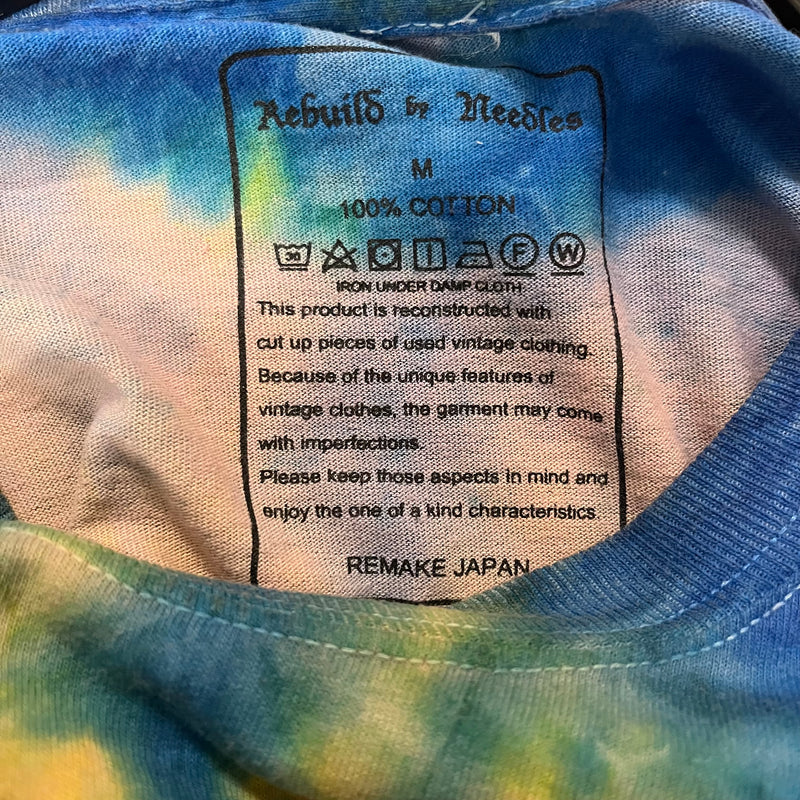 Rebuild by Needles
M
100% COTTON
30 F W
IRON UNDER DAMP CLOTH
This product is reconstructed with
cut up pieces of used vintage clothing.
Because of the unique features of
vintage clothes, the garment may come
with imperfections.
Please keep those aspects in mind and
enjoy the one of a kind characteristics.
REMAKE JAPAN